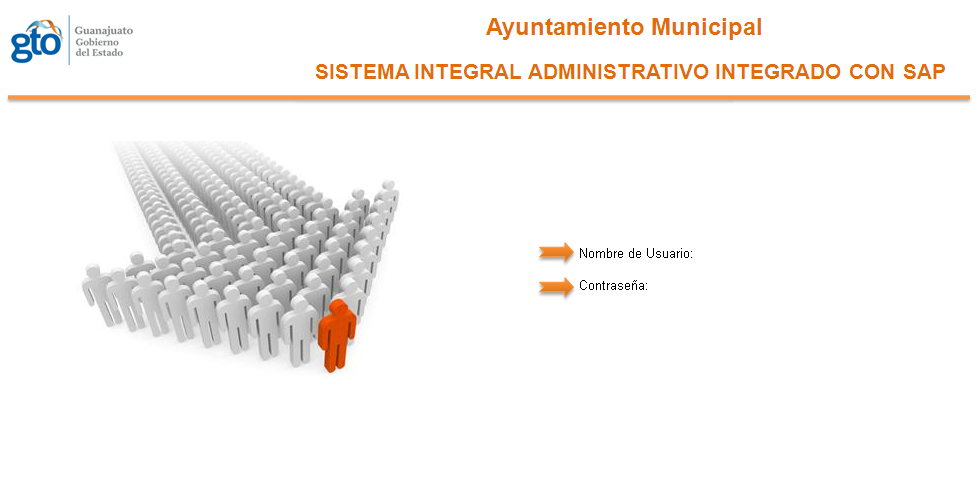 gto
Guanajuato
Gobierno
del Estado
Ayuntamiento Municipal
SISTEMA INTEGRAL ADMINISTRATIVO INTEGRADO CON SAP
Nombre de Usuario:
Contraseña: